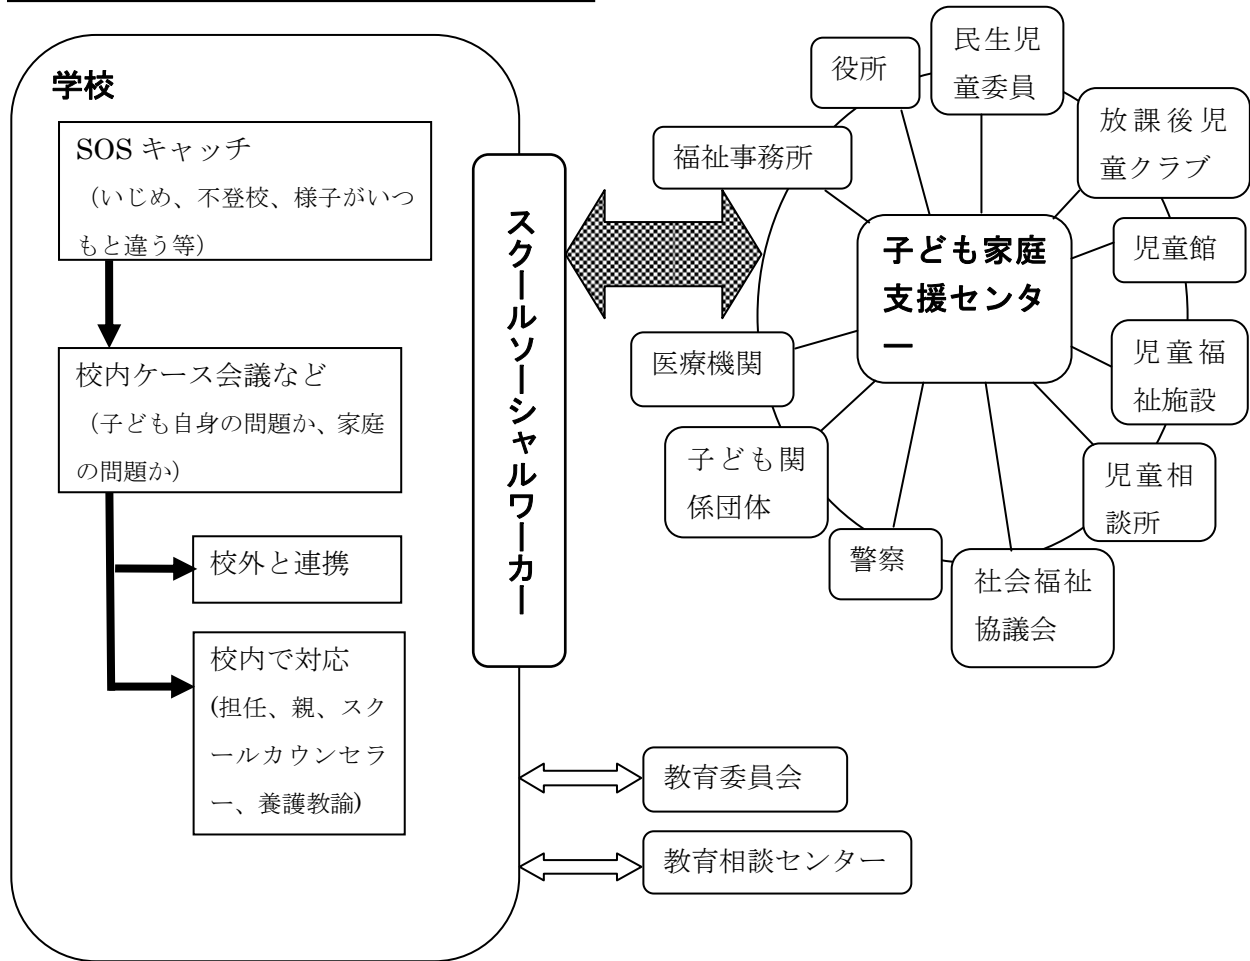 学校
SOS キャッチ
（いじめ、不登校、様子がいつ
もと違う等）
校内ケース会議など
（子ども自身の問題か、家庭
の問題か）
校外と連携
校内で対応
(担任、親、スク
ールカウンセラ
ー、養護教諭)
スクールソーシャルワーカー
役所
民生児
童委員
放課後児
童クラブ
福祉事務所
児童館
子ども家庭
支援センタ
ー
医療機関
児童福
祉施設
子ども関
係団体
児童相
談所
警察
社会福祉
協議会
教育委員会
教育相談センター